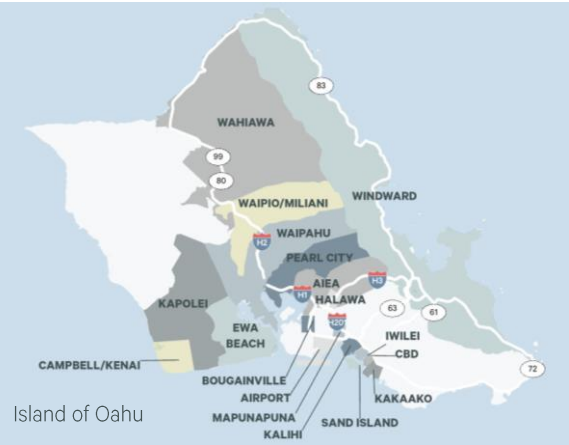 83
WAHIAWA
99
80
WINDWARD
WAIPIO/MILIANI
WAIPAHU
H2
PEARL CITY
AIEA
H3
H1
HALAWA
KAPOLEI
63
61
H201
EWA
BEACH
IWILEI
CBD
CAMPBELL/KENAI
72
BOUGAINVILLE
AIRPORT
KAKAAKO
MAPUNAPUNA
SAND ISLAND
KALIHI
Island of Oahu